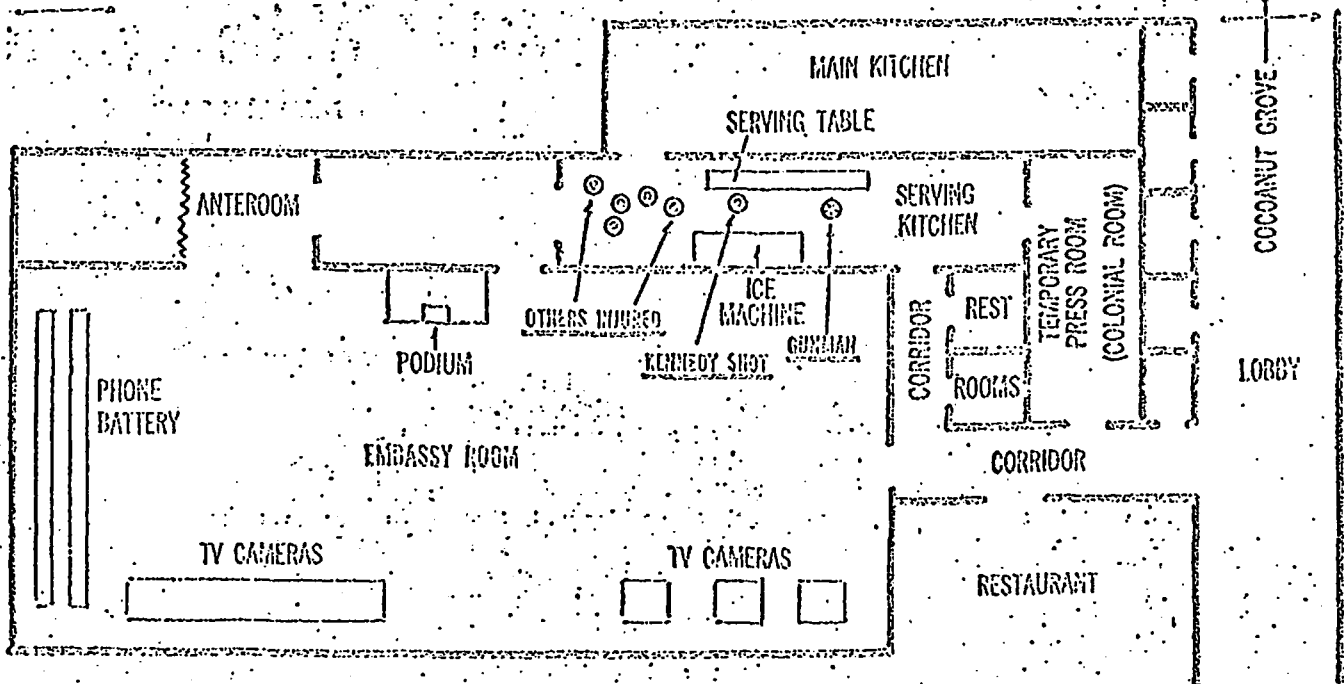 MAIN KITCHEN
COCOANUT GROVE
SERVING TABLE
ANTEROOM
SERVING
KITCHEN
TEMPORARY
PRESS ROOM
(COLONIAL ROOM)
ICE
MACHINE
OTHERS INJURED
KENNEDY SHOT
GUNMAN
PODIUM
CORRIDOR
REST
ROOMS
LOBBY
PHONE
BATTERY
EMBASSY ROOM
CORRIDOR
TV CAMERAS
TV CAMERAS
RESTAURANT